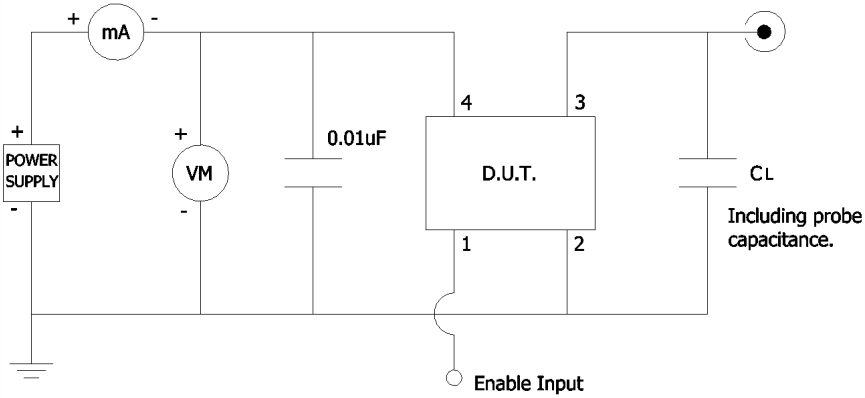 + mA -
4 3
+ + 0.01uF
POWER
SUPPLY
VM D.U.T. CL
- -
Including probe
capacitance.
1 2
Enable Input